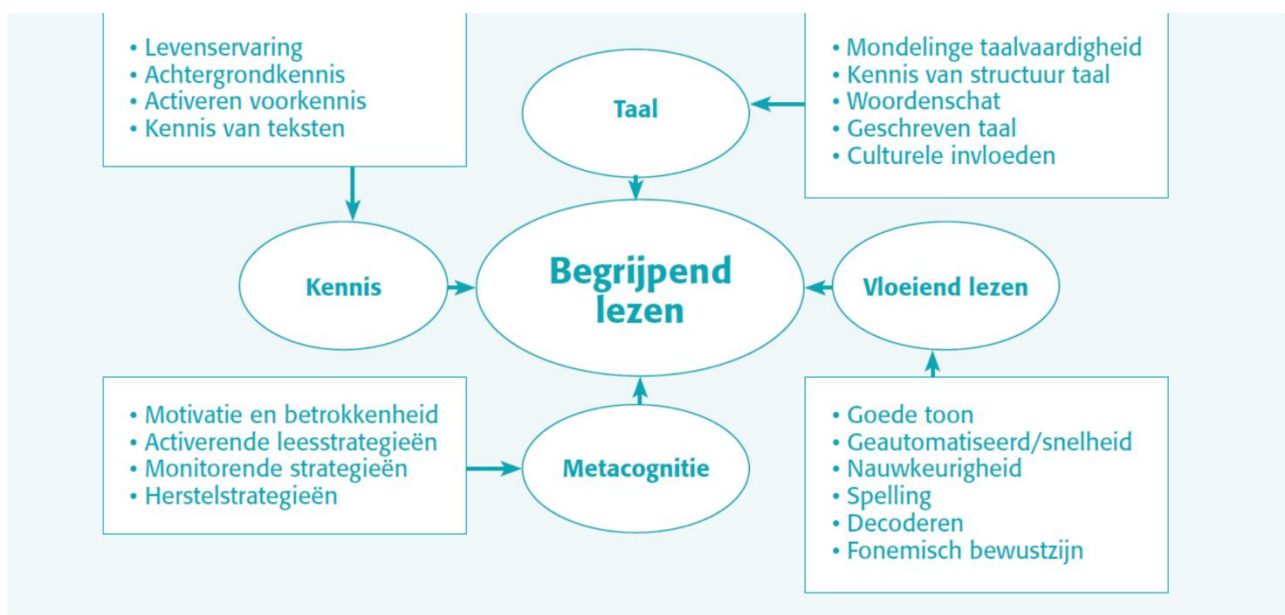 • Levenservaring
• Achtergrondkennis
• Activeren voorkennis
• Kennis van teksten
Taal
• Mondelinge taalvaardigheid
• Kennis van structuur taal
• Woordenschat
• Geschreven taal
• Culturele invloeden
Kennis
Begrijpend
lezen
Vloeiend lezen
• Motivatie en betrokkenheid
• Activerende leesstrategieën
• Monitorende strategieën
• Herstelstrategieën
Metacognitie
• Goede toon
• Geautomatiseerd/snelheid
• Nauwkeurigheid
• Spelling
• Decoderen
• Fonemisch bewustzijn